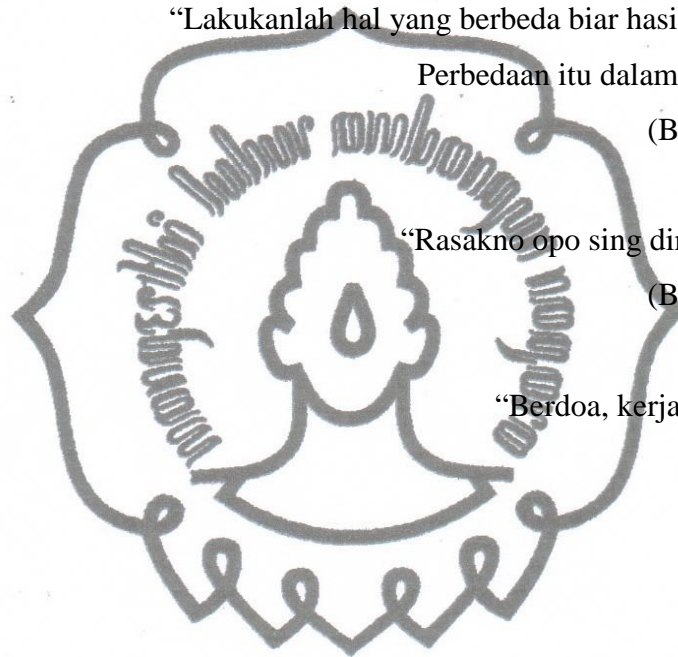 “Lakukanlah hal yang berbeda biar hasi
Perbedaan itu dalam
(B
“Rasakno opo sing dir
(B
“Berdoa, kerja